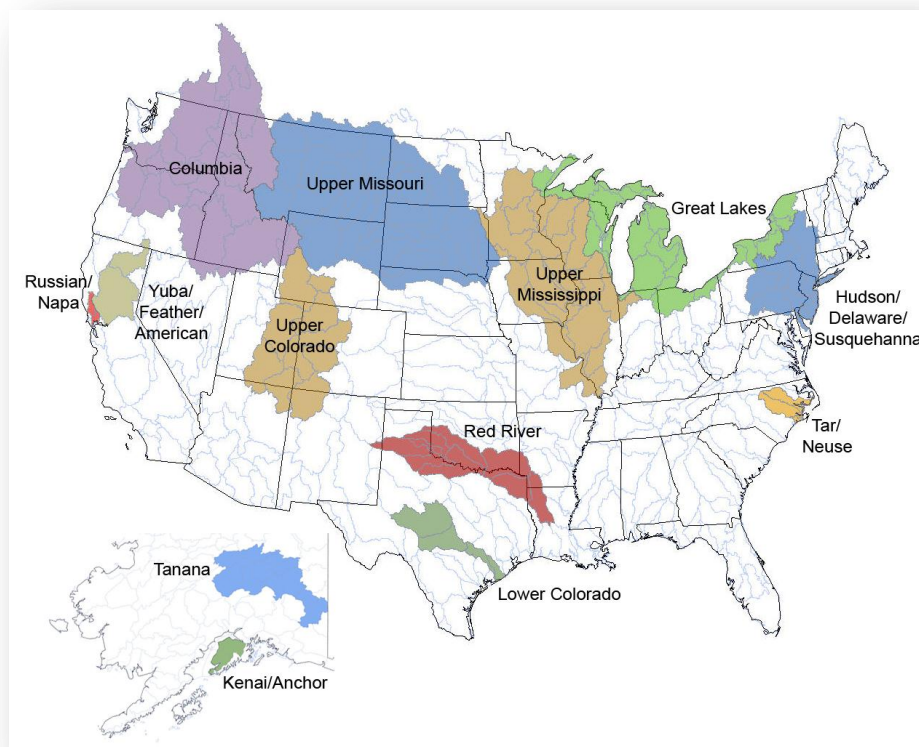 Columbia
Upper Missouri
Great Lakes
Russian/
Napa
Yuba/
Feather/
American
Upper
Mississippi
Hudson/
Delaware/
Susquehanna
Upper
Colorado
Red River
Tar/
Neuse
Tanana
Lower Colorado
Kenai/Anchor